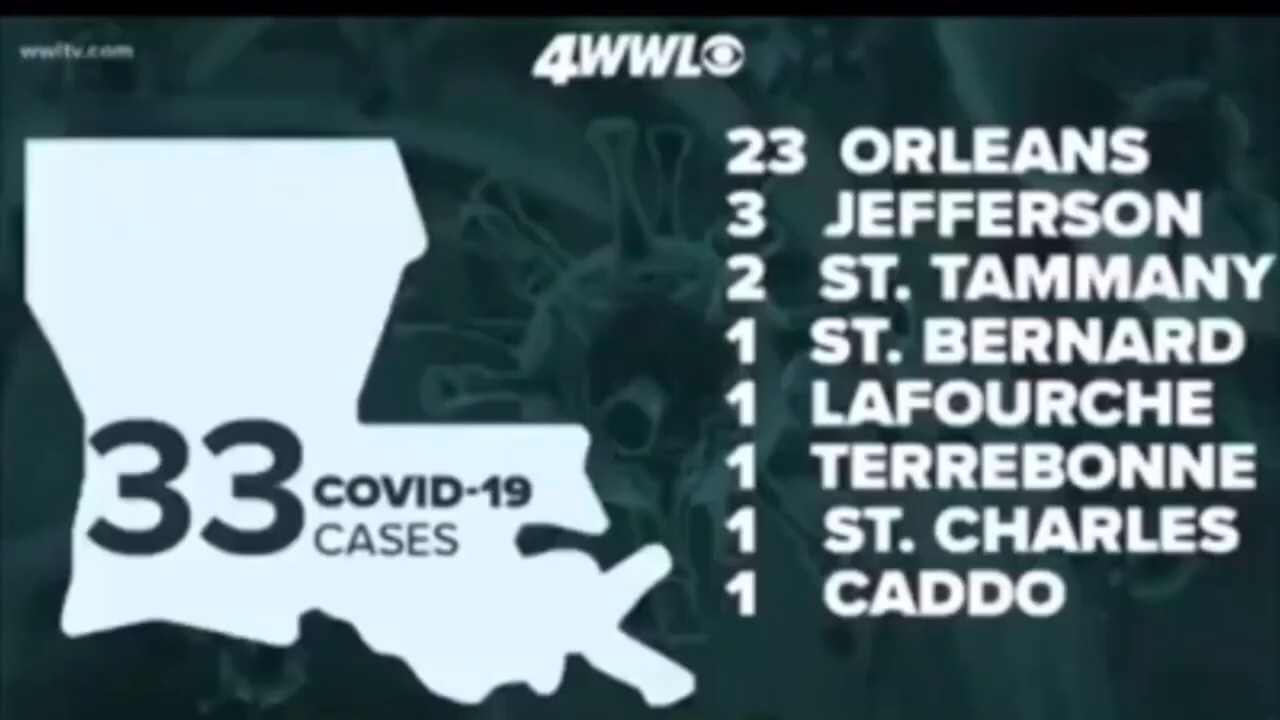 wwltv.com
4WWL
23 ORLEANS
3 JEFFERSON
2 ST. TAMMANY
1 ST. BERNARD
1 LAFOURCHE
1 TERREBONNE
1 ST. CHARLES
1 CADDO
33 COVID-19
CASES